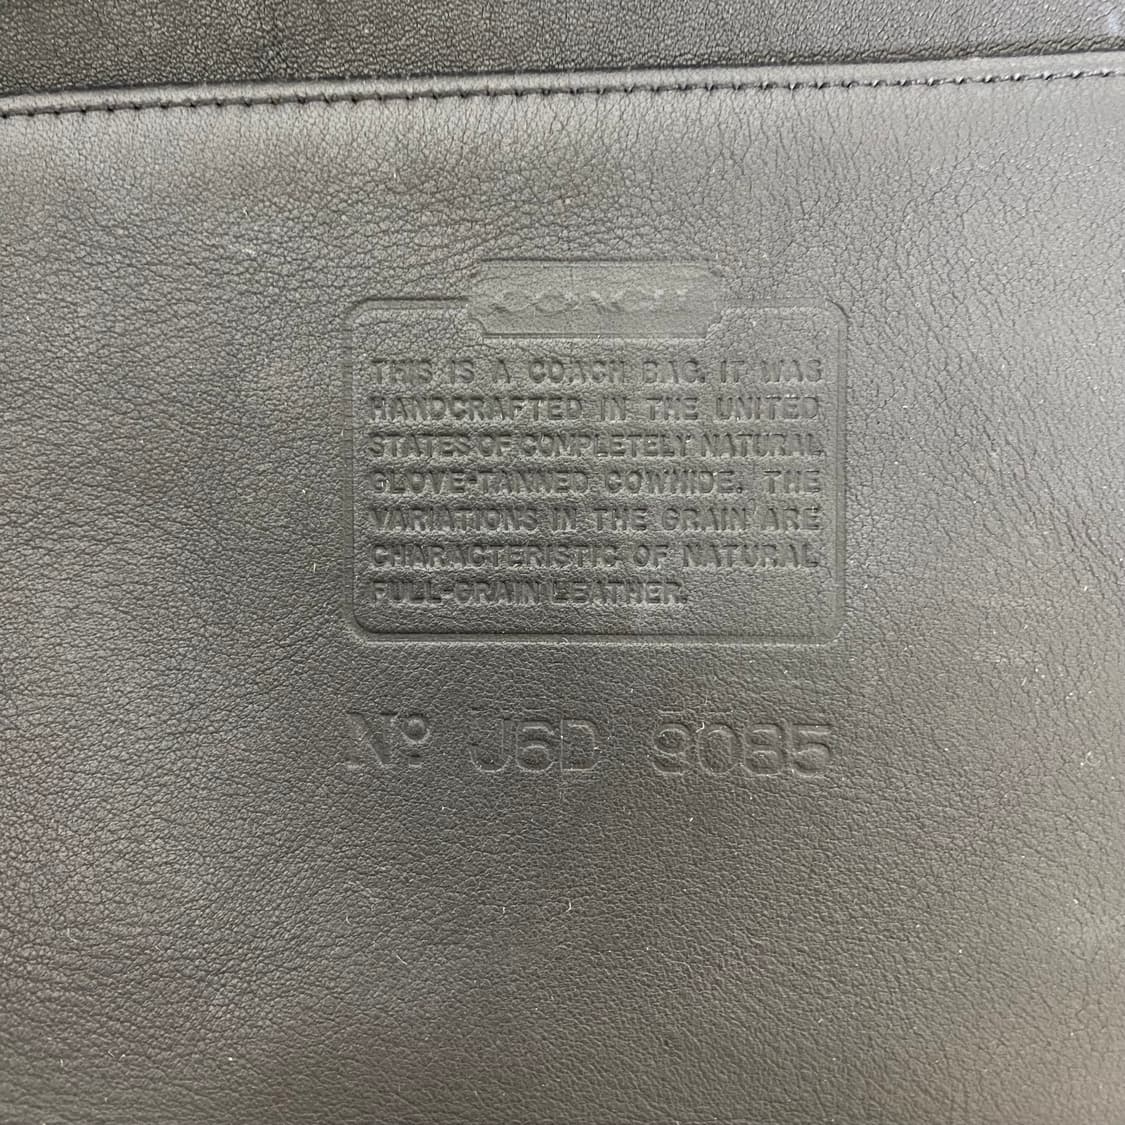 COACH
THIS IS A COACH BAG. IT WAS
HANDCRAFTED IN THE UNITED
STATES OF COMPLETELY NATURAL
GLOVE-TANNED COWHIDE. THE
VARIATIONS IN THE GRAIN ARE
CHARACTERISTIC OF NATURAL
FULL-GRAIN LEATHER.
Nº J6D 9085